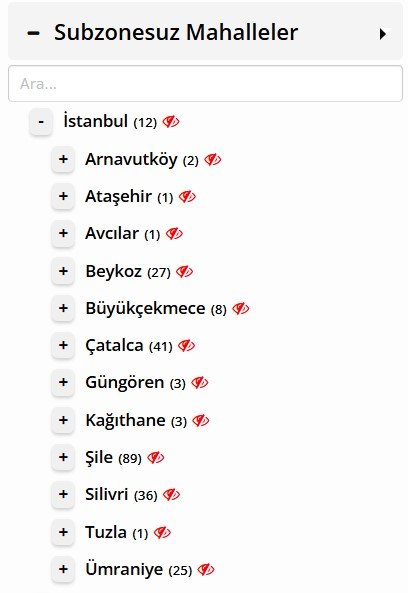 − Subzonesuz Mahalleler
Ara...
- İstanbul (12)
+ Arnavutköy (2)
+ Ataşehir (1)
+ Avcılar (1)
+ Beykoz (27)
+ Büyükçekmece (8)
+ Çatalca (41)
+ Güngören (3)
+ Kağıthane (3)
+ Şile (89)
+ Silivri (36)
+ Tuzla (1)
+ Ümraniye (25)